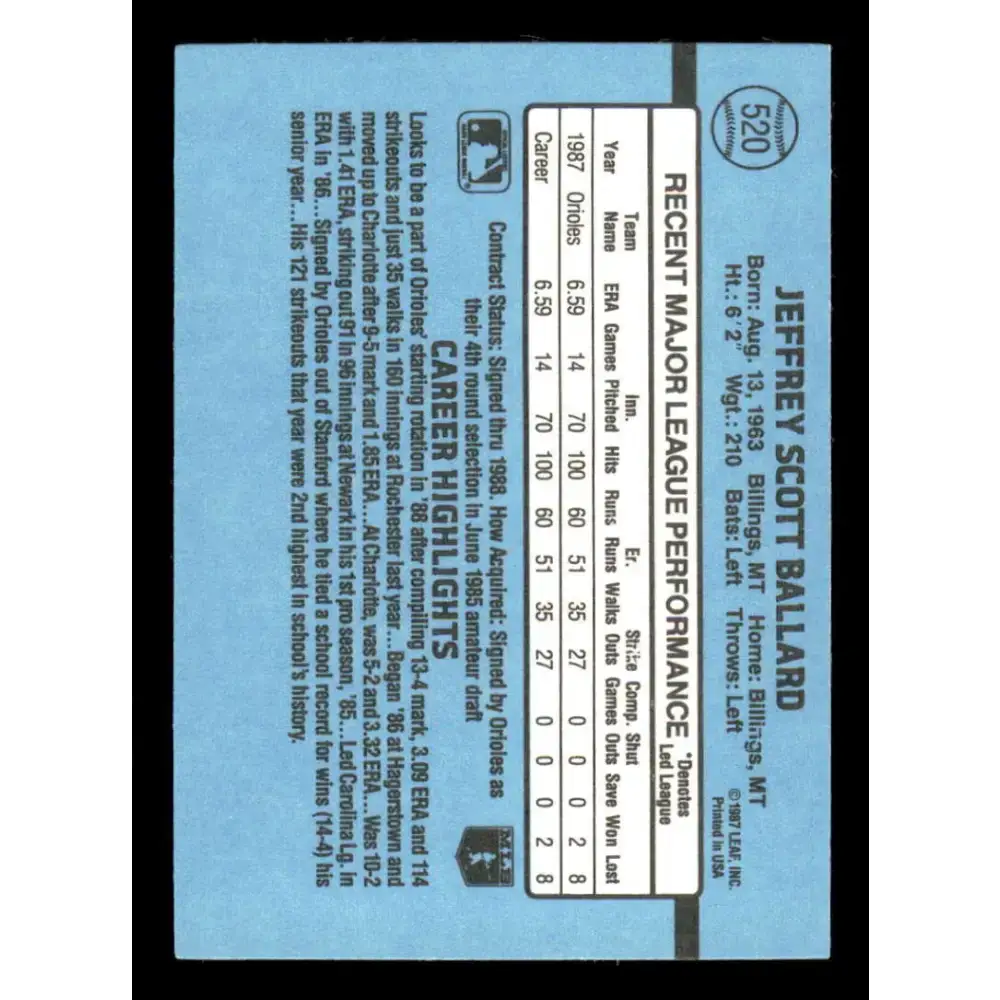 520
JEFFREY SCOTT BALLARD
Born: Aug. 13, 1963 Billings, MT Home: Billings, MT
Ht.: 6'2" Wgt.: 210 Bats: Left Throws: Left
©1987 LEAF, INC.
Printed in USA
RECENT MAJOR LEAGUE PERFORMANCE *Denotes
Led League
Team Inn. Er. Strike Comp. Shut
Year Name ERA Games Pitched Hits Runs Runs Walks Outs Games Outs Save Won Lost
1987 Orioles 6.59 14 70 100 60 51 35 27 0 0 0 2 8
Career 6.59 14 70 100 60 51 35 27 0 0 0 2 8
Contract Status: Signed thru 1988. How Acquired: Signed by Orioles as
their 4th round selection in June 1985 amateur draft
MLB
CAREER HIGHLIGHTS
Looks to be a part of Orioles' starting rotation in '88 after compiling 13-4 mark, 3.09 ERA and 114
strikeouts and just 35 walks in 160 innings at Rochester last year...Began '86 at Hagerstown and
moved up to Charlotte after 9-5 mark and 1.85 ERA...At Charlotte, was 5-2 and 3.32 ERA...Was 10-2
with 1.41 ERA, striking out 91 in 96 innings at Newark in his 1st pro season, '85...Led Carolina Lg. in
ERA in '86...Signed by Orioles out of Stanford where he tied a school record for wins (14-4) his
senior year...His 121 strikeouts that year were 2nd highest in school's history.